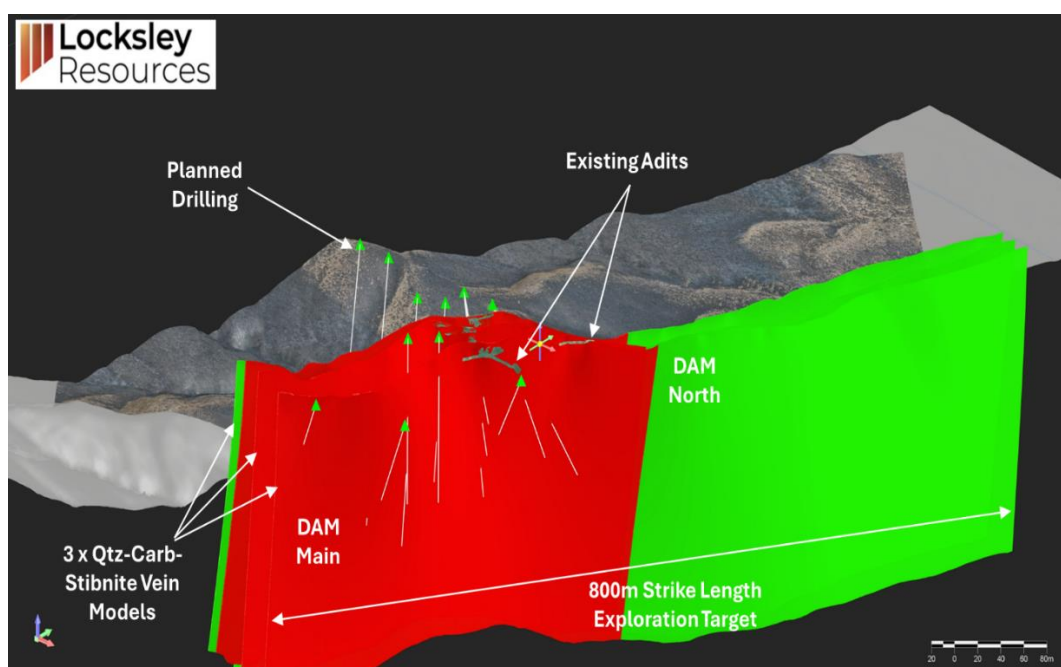 Locksley
Resources
Planned
Drilling
Existing Adits
DAM
North
DAM
Main
3 x Qtz-Carb-
Stibnite Vein
Models
800m Strike Length
Exploration Target
20 0 20 40 60 80m